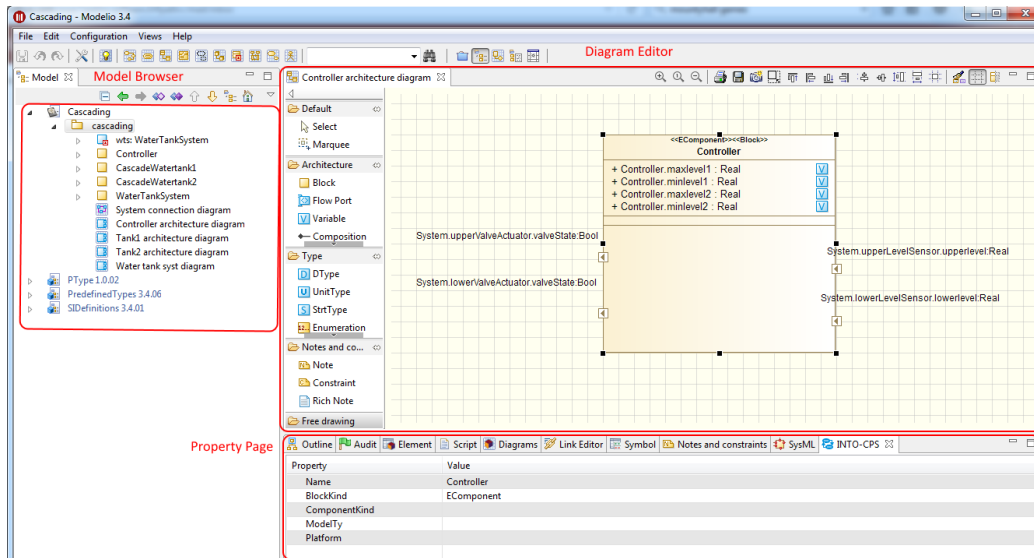 Cascading - Modelio 3.4
File Edit Configuration Views Help
Diagram Editor
Model
Model Browser
Controller architecture diagram
Cascading
cascading
wts: WaterTankSystem
Controller
CascadeWatertank1
CascadeWatertank2
WaterTankSystem
System connection diagram
Controller architecture diagram
Tank1 architecture diagram
Tank2 architecture diagram
Water tank syst diagram
PType 1.0.02
PredefinedTypes 3.4.06
SIDefinitions 3.4.01
Default
Select
Marquee
Architecture
Block
Flow Port
Variable
Composition
Type
DType
UnitType
StrtType
Enumeration
Notes and co...
Note
Constraint
Rich Note
Free drawing
<<EComponent>><<Block>>
Controller
+ Controller.maxlevel1 : Real
+ Controller.minlevel1 : Real
+ Controller.maxlevel2 : Real
+ Controller.minlevel2 : Real
System.upperValveActuator.valveState:Bool
System.upperLevelSensor.upperlevel:Real
System.lowerValveActuator.valveState:Bool
System.lowerLevelSensor.lowerlevel:Real
Property Page
Outline Audit Element Script Diagrams Link Editor Symbol Notes and constraints SysML INTO-CPS
Property Value
Name Controller
BlockKind EComponent
ComponentKind
ModelTy
Platform